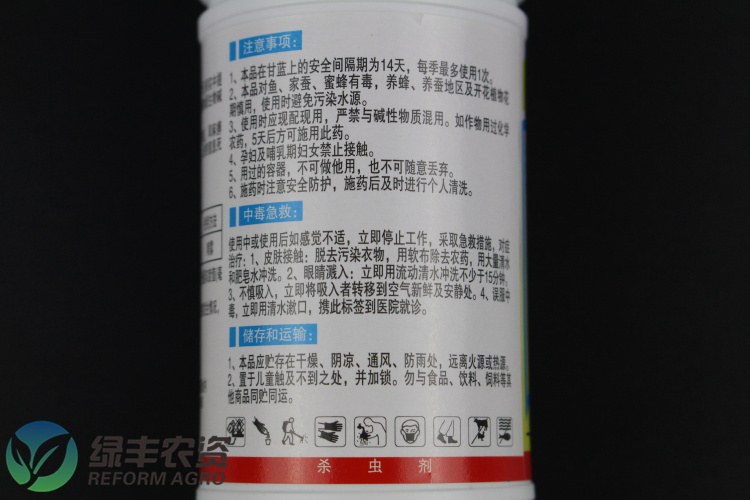 注意事项：
1、本品在甘蓝上的安全间隔期为14天，每季最多使用1次。
2、本品对鱼、家蚕、蜜蜂有毒，养蜂、养蚕地区及开花植物花
期慎用，使用时避免污染水源。
3、使用时应现配现用，严禁与碱性物质混用。如作物用过化学
农药，5天后方可施用此药。
4、孕妇及哺乳期妇女禁止接触。
5、用过的容器，不可做他用，也不可随意丢弃。
6、施药时注意安全防护，施药后及时进行个人清洗。
中毒急救：
使用中或使用后如感觉不适，立即停止工作，采取急救措施，对症
治疗：1、皮肤接触：脱去污染衣物，用软布除去农药，用大量清水
和肥皂水冲洗。2、眼睛溅入：立即用流动清水冲洗不少于15分钟。
3、不慎吸入，立即将吸入者转移到空气新鲜及安静处。4、误服中
毒，立即用清水漱口，携此标签到医院就诊。
储存和运输：
1、本品应贮存在干燥、阴凉、通风、防雨处，远离火源或热源。
2、置于儿童触及不到之处，并加锁。勿与食品、饮料、饲料等其
他商品同贮同运。
杀虫剂
绿丰农资
REFORM AGRO